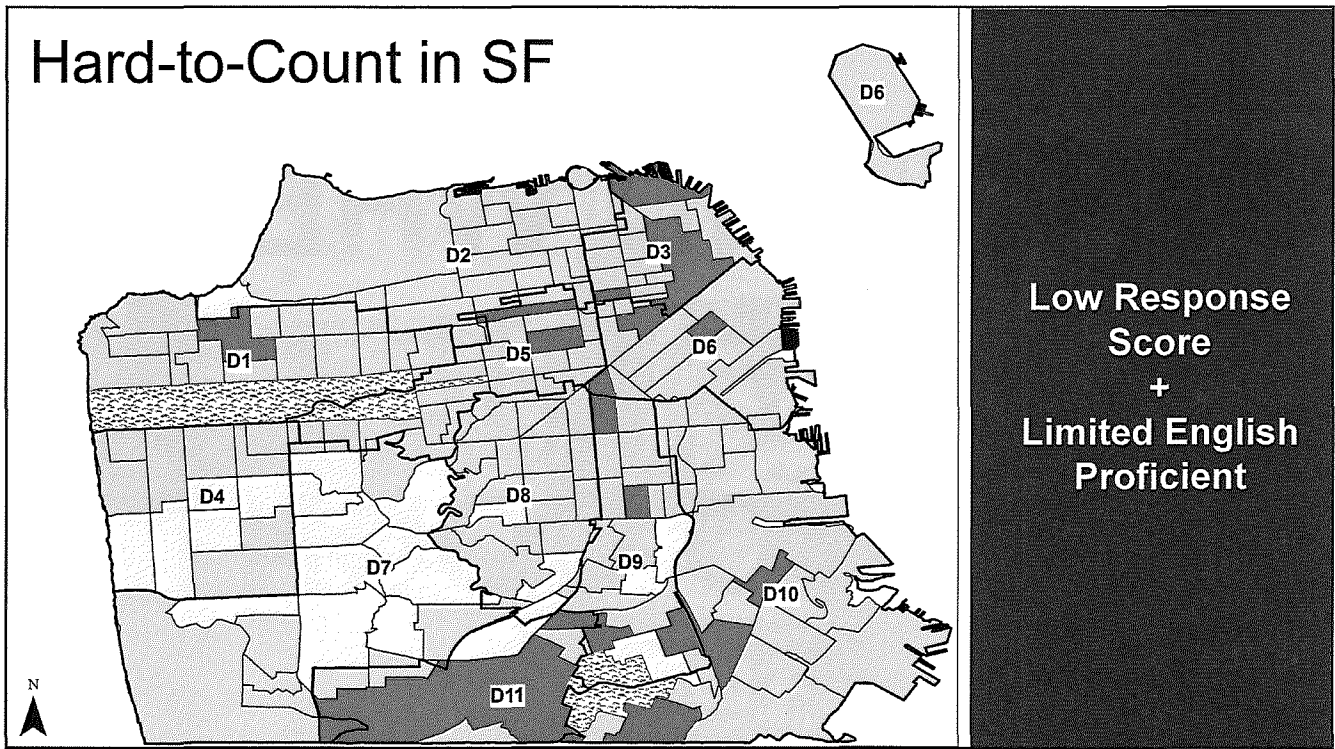 Hard-to-Count in SF
D6
D2
D3
D1
D5
D6
D4
D8
D7
D9
D10
D11
N
Low Response
Score
+
Limited English
Proficient